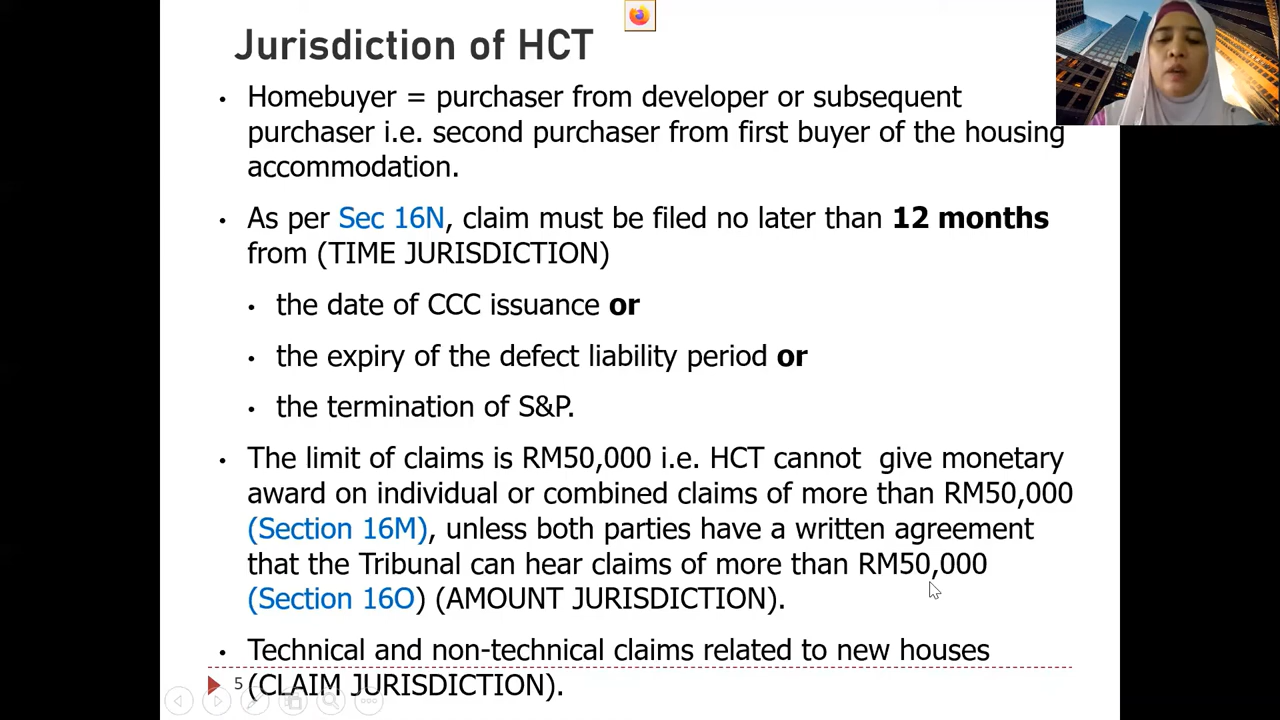 Jurisdiction of HCT
• Homebuyer = purchaser from developer or subsequent
purchaser i.e. second purchaser from first buyer of the housing
accommodation.
• As per Sec 16N, claim must be filed no later than 12 months
from (TIME JURISDICTION)
• the date of CCC issuance or
• the expiry of the defect liability period or
• the termination of S&P.
• The limit of claims is RM50,000 i.e. HCT cannot give monetary
award on individual or combined claims of more than RM50,000
(Section 16M), unless both parties have a written agreement
that the Tribunal can hear claims of more than RM50,000
(Section 16O) (AMOUNT JURISDICTION).
• Technical and non-technical claims related to new houses
(CLAIM JURISDICTION).
5